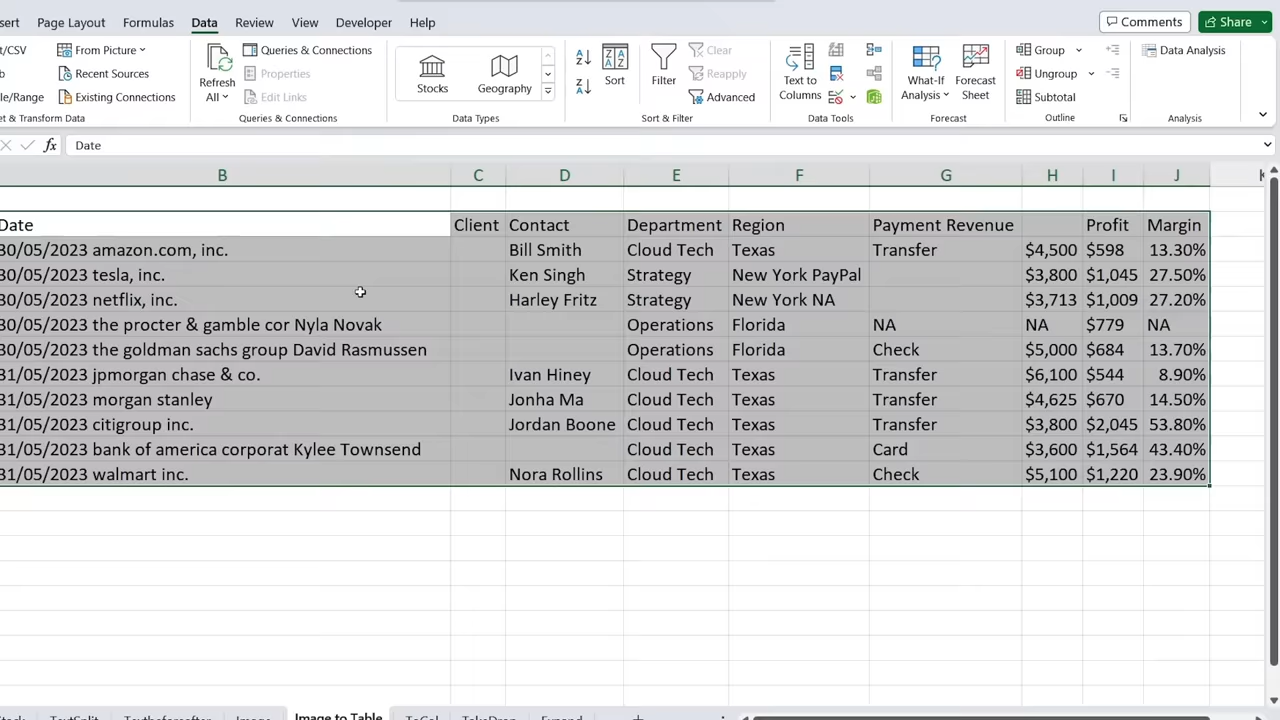 Page Layout Formulas Data Review View Developer Help Comments Share
From Picture Queries & Connections Clear Group Data Analysis
Recent Sources Properties Reapply Ungroup
Existing Connections Edit Links Advanced Subtotal
Refresh All Stocks Geography Sort Filter Text to Columns What-If Analysis Forecast Sheet
Queries & Connections Data Types Sort & Filter Data Tools Forecast Outline Analysis
fx Date
B C D E F G H I J K
Date Client Contact Department Region Payment Revenue Profit Margin
30/05/2023 amazon.com, inc. Bill Smith Cloud Tech Texas Transfer $4,500 $598 13.30%
30/05/2023 tesla, inc. Ken Singh Strategy New York PayPal $3,800 $1,045 27.50%
30/05/2023 netflix, inc. Harley Fritz Strategy New York NA $3,713 $1,009 27.20%
30/05/2023 the procter & gamble cor Nyla Novak Operations Florida NA NA $779 NA
30/05/2023 the goldman sachs group David Rasmussen Operations Florida Check $5,000 $684 13.70%
31/05/2023 jpmorgan chase & co. Ivan Hiney Cloud Tech Texas Transfer $6,100 $544 8.90%
31/05/2023 morgan stanley Jonha Ma Cloud Tech Texas Transfer $4,625 $670 14.50%
31/05/2023 citigroup inc. Jordan Boone Cloud Tech Texas Transfer $3,800 $2,045 53.80%
31/05/2023 bank of america corporat Kylee Townsend Cloud Tech Texas Card $3,600 $1,564 43.40%
31/05/2023 walmart inc. Nora Rollins Cloud Tech Texas Check $5,100 $1,220 23.90%
TextSplit Textbeforeafter Image Image to Table ToCol TakeDrop Expand